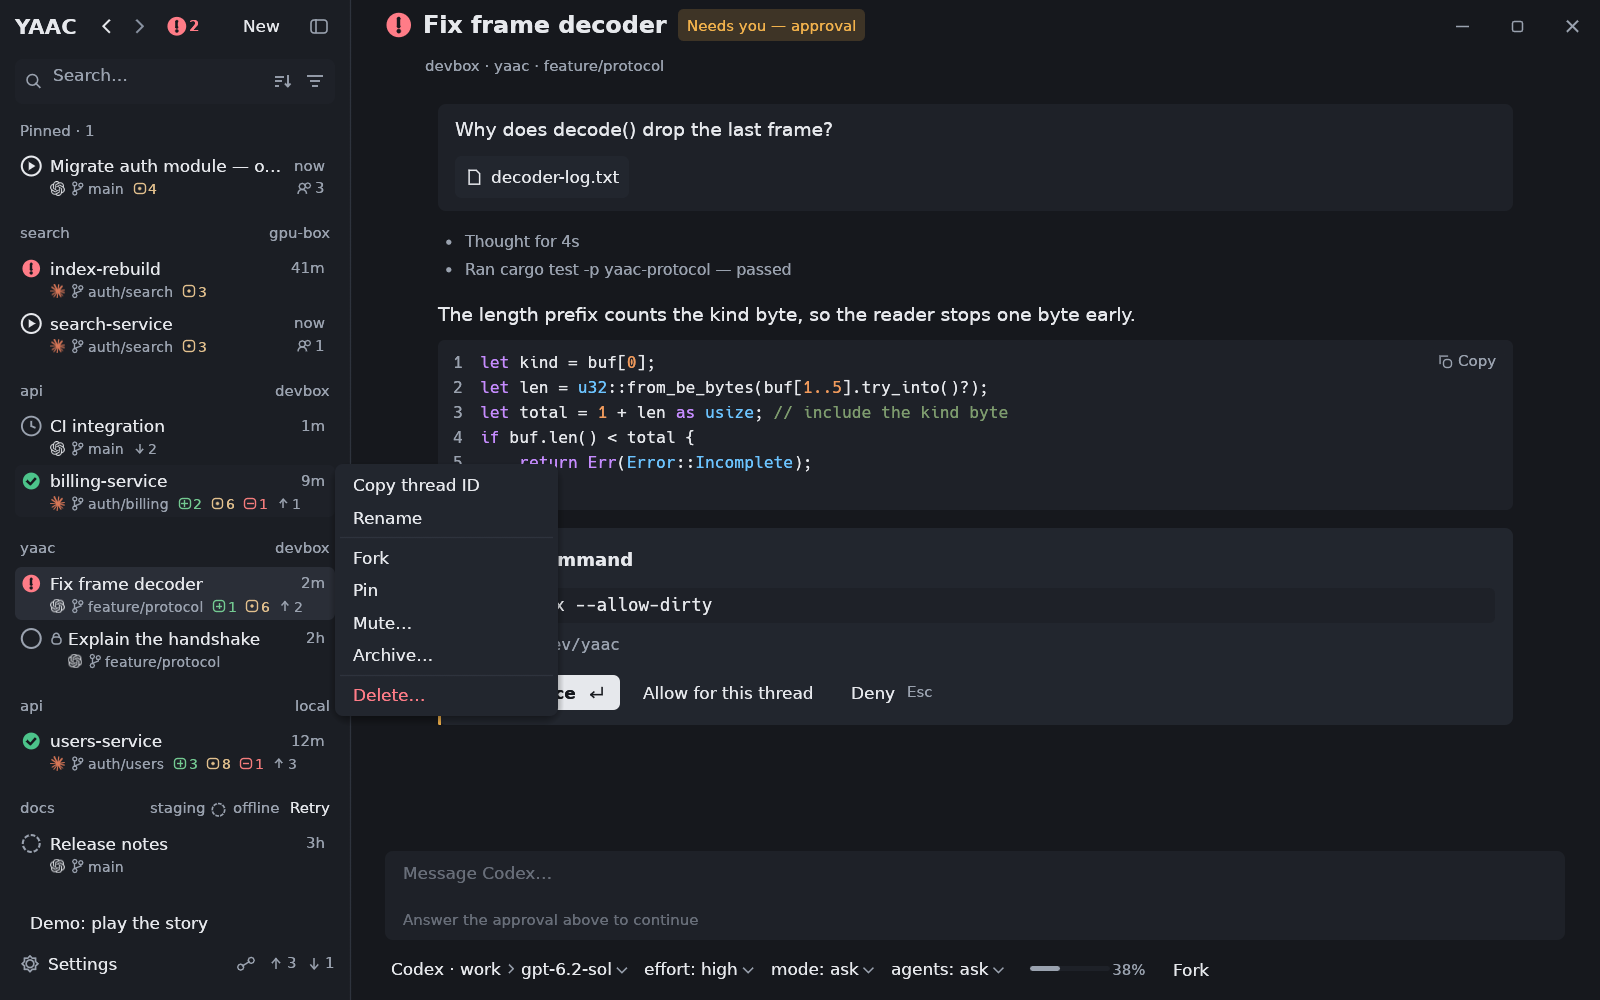 YAAC 2 New
Search...
Pinned · 1
Migrate auth module — o... now
main 4 3
search gpu-box
index-rebuild 41m
auth/search 3
search-service now
auth/search 3 1
api devbox
CI integration 1m
main ↓2
billing-service 9m
auth/billing 2 6 1 ↑1
yaac devbox
Fix frame decoder 2m
feature/protocol 1 6 ↑2
Explain the handshake 2h
feature/protocol
api local
users-service 12m
auth/users 3 8 1 ↑3
docs staging offline Retry
Release notes 3h
main
Demo: play the story
Settings ↑3 ↓1
Fix frame decoder Needs you — approval
devbox · yaac · feature/protocol
Why does decode() drop the last frame?
decoder-log.txt
• Thought for 4s
• Ran cargo test -p yaac-protocol — passed
The length prefix counts the kind byte, so the reader stops one byte early.
Copy
1 let kind = buf[0];
2 let len = u32::from_be_bytes(buf[1..5].try_into()?);
3 let total = 1 + len as usize; // include the kind byte
4 if buf.len() < total {
5 return Err(Error::Incomplete);
Copy thread ID
Rename
Fork
Pin
Mute...
Archive...
Delete...
--allow-dirty
Allow for this thread Deny Esc
Message Codex...
Answer the approval above to continue
Codex · work > gpt-6.2-sol effort: high mode: ask agents: ask 38% Fork